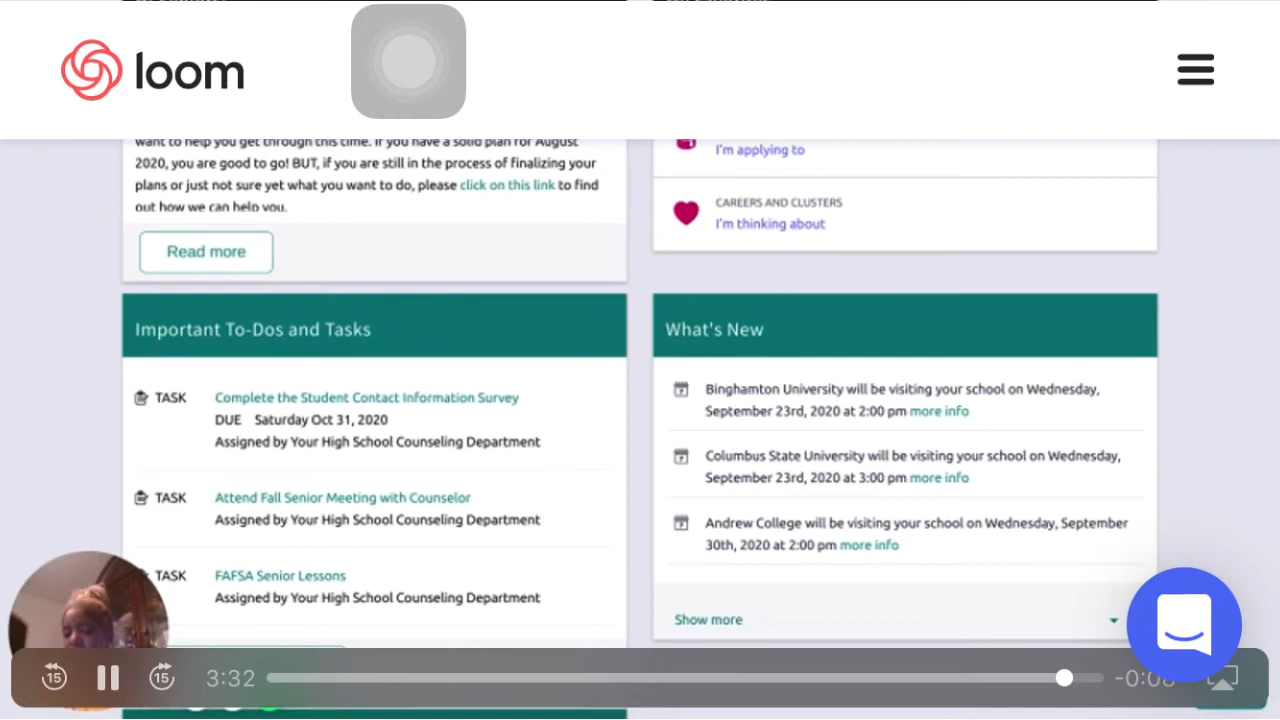 loom
want to help you get through this time. If you have a solid plan for August
2020, you are good to go! BUT, if you are still in the process of finalizing your
plans or just not sure yet what you want to do, please click on this link to find
out how we can help you.
Read more
I'm applying to
CAREERS AND CLUSTERS
I'm thinking about
Important To-Dos and Tasks
TASK Complete the Student Contact Information Survey
DUE Saturday Oct 31, 2020
Assigned by Your High School Counseling Department
TASK Attend Fall Senior Meeting with Counselor
Assigned by Your High School Counseling Department
TASK FAFSA Senior Lessons
Assigned by Your High School Counseling Department
What's New
Binghamton University will be visiting your school on Wednesday,
September 23rd, 2020 at 2:00 pm more info
Columbus State University will be visiting your school on Wednesday,
September 23rd, 2020 at 3:00 pm more info
Andrew College will be visiting your school on Wednesday, September
30th, 2020 at 2:00 pm more info
Show more
15
15
3:32